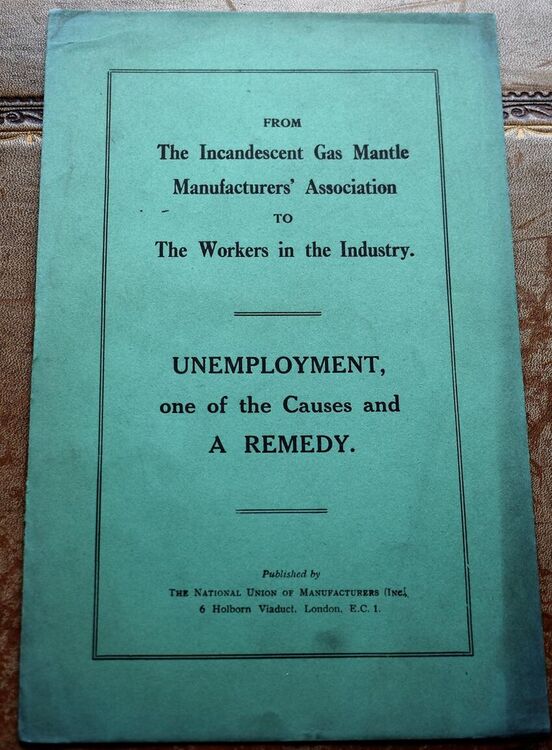 FROM
The Incandescent Gas Mantle
Manufacturers' Association
TO
The Workers in the Industry.
UNEMPLOYMENT,
one of the Causes and
A REMEDY.
Published by
THE NATIONAL UNION OF MANUFACTURERS (INC.),
6 Holborn Viaduct, London, E.C. 1.